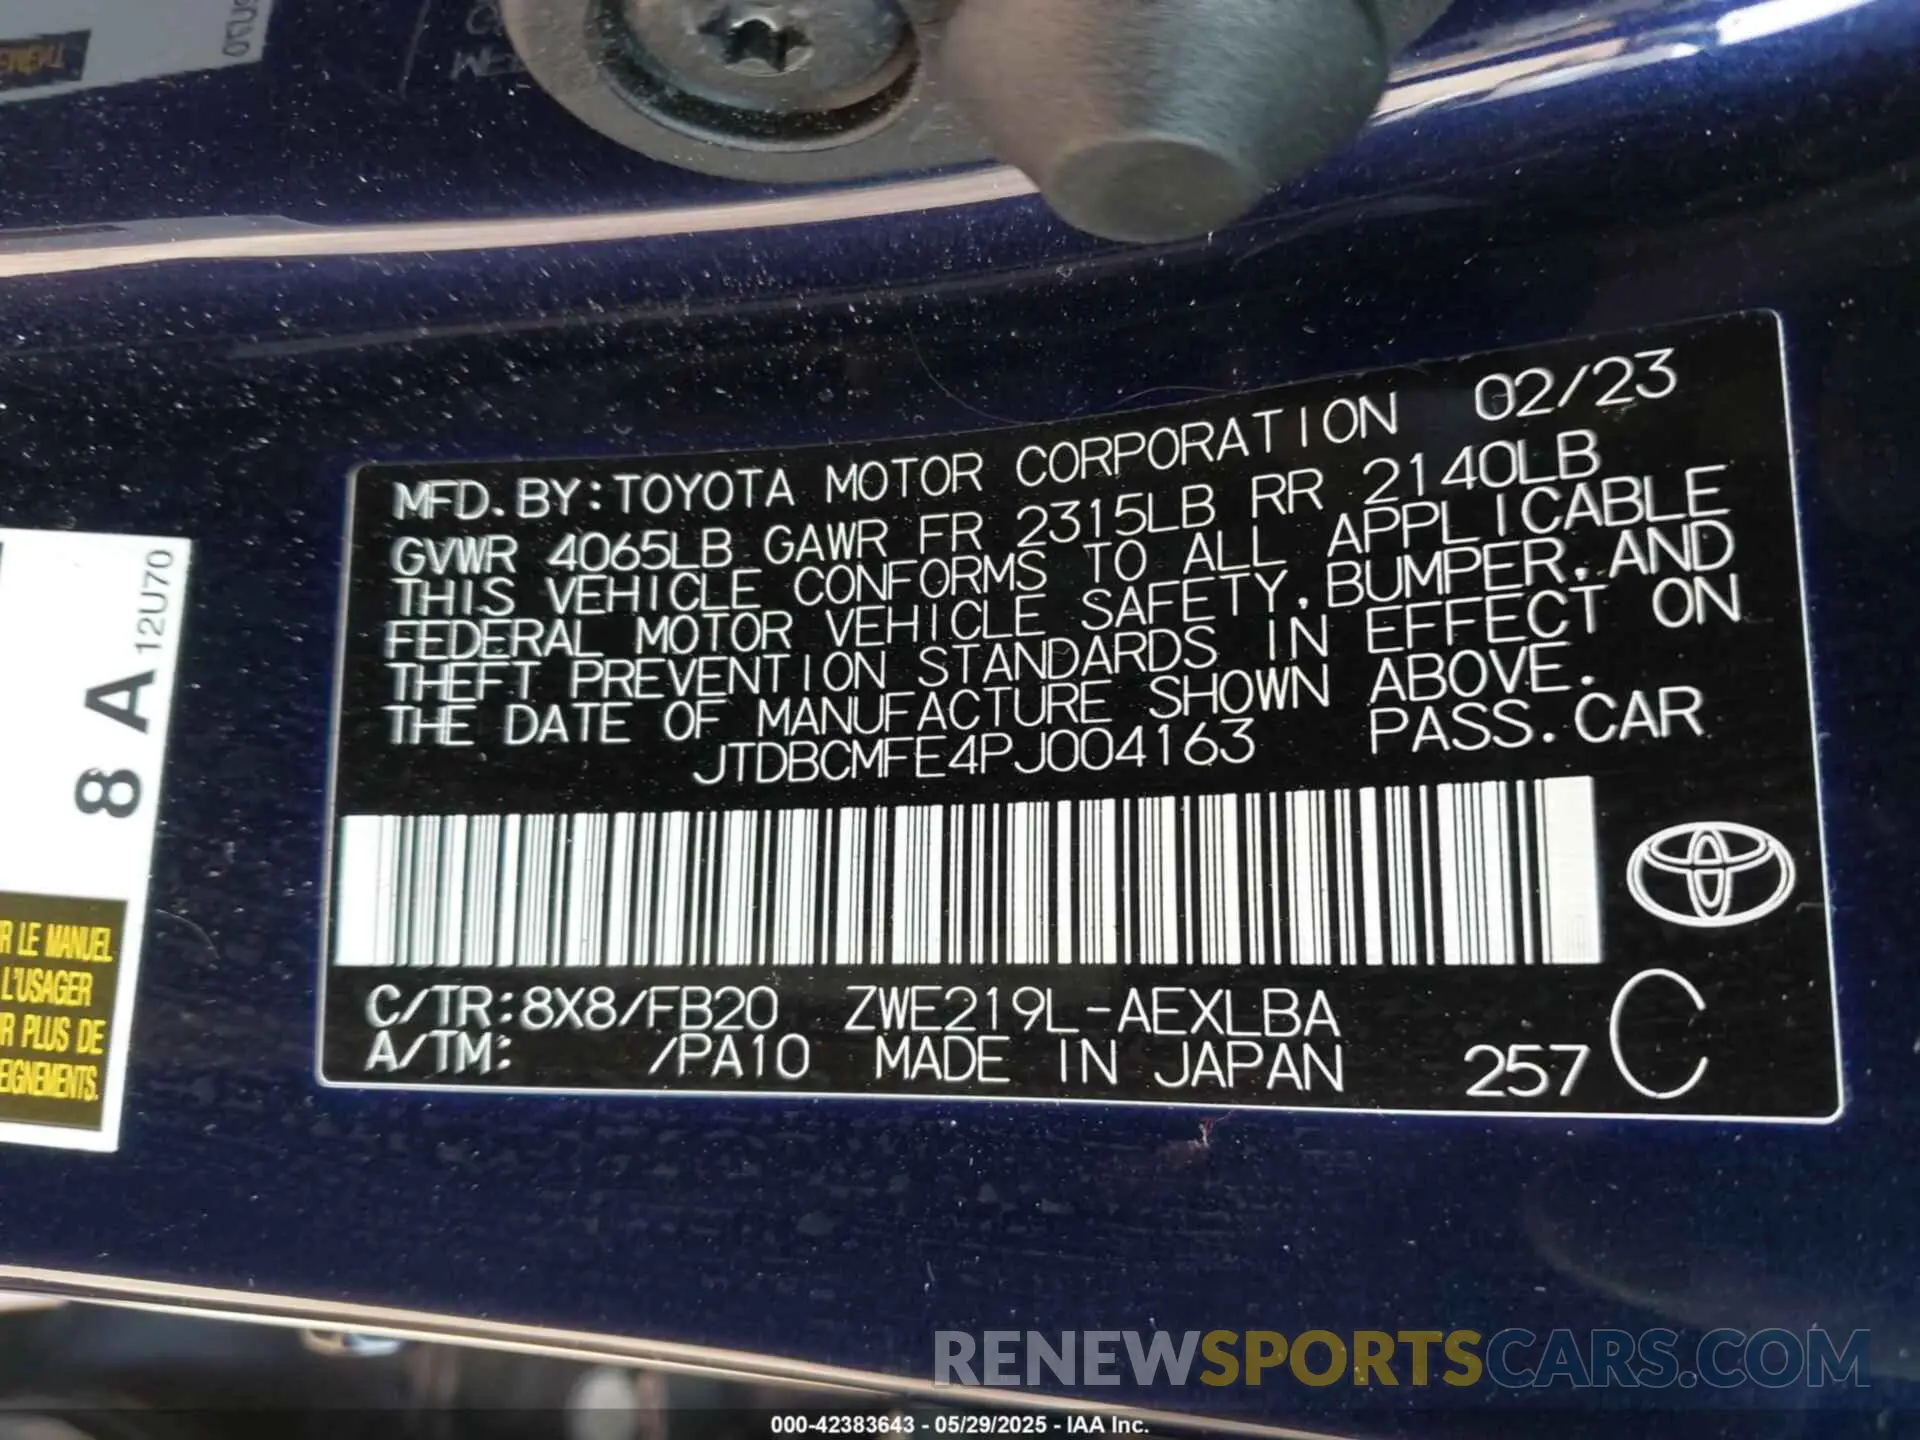 MFD. BY: TOYOTA MOTOR CORPORATION 02/23
GVWR 4065LB GAWR FR 2315LB RR 2140LB
THIS VEHICLE CONFORMS TO ALL APPLICABLE
FEDERAL MOTOR VEHICLE SAFETY, BUMPER, AND
THEFT PREVENTION STANDARDS IN EFFECT ON
THE DATE OF MANUFACTURE SHOWN ABOVE.
JTDBCMFE4PJ004163 PASS. CAR
C/TR: 8X8/FB20 ZWE219L-AEXLBA
A/TM: /PA10 MADE IN JAPAN 257 C
8 A 12U70
R LE MANUEL
L'USAGER
R PLUS DE
EIGNEMENTS.
RENEWSPORTSCARS.COM
000-42383643 - 05/29/2025 - IAA Inc.